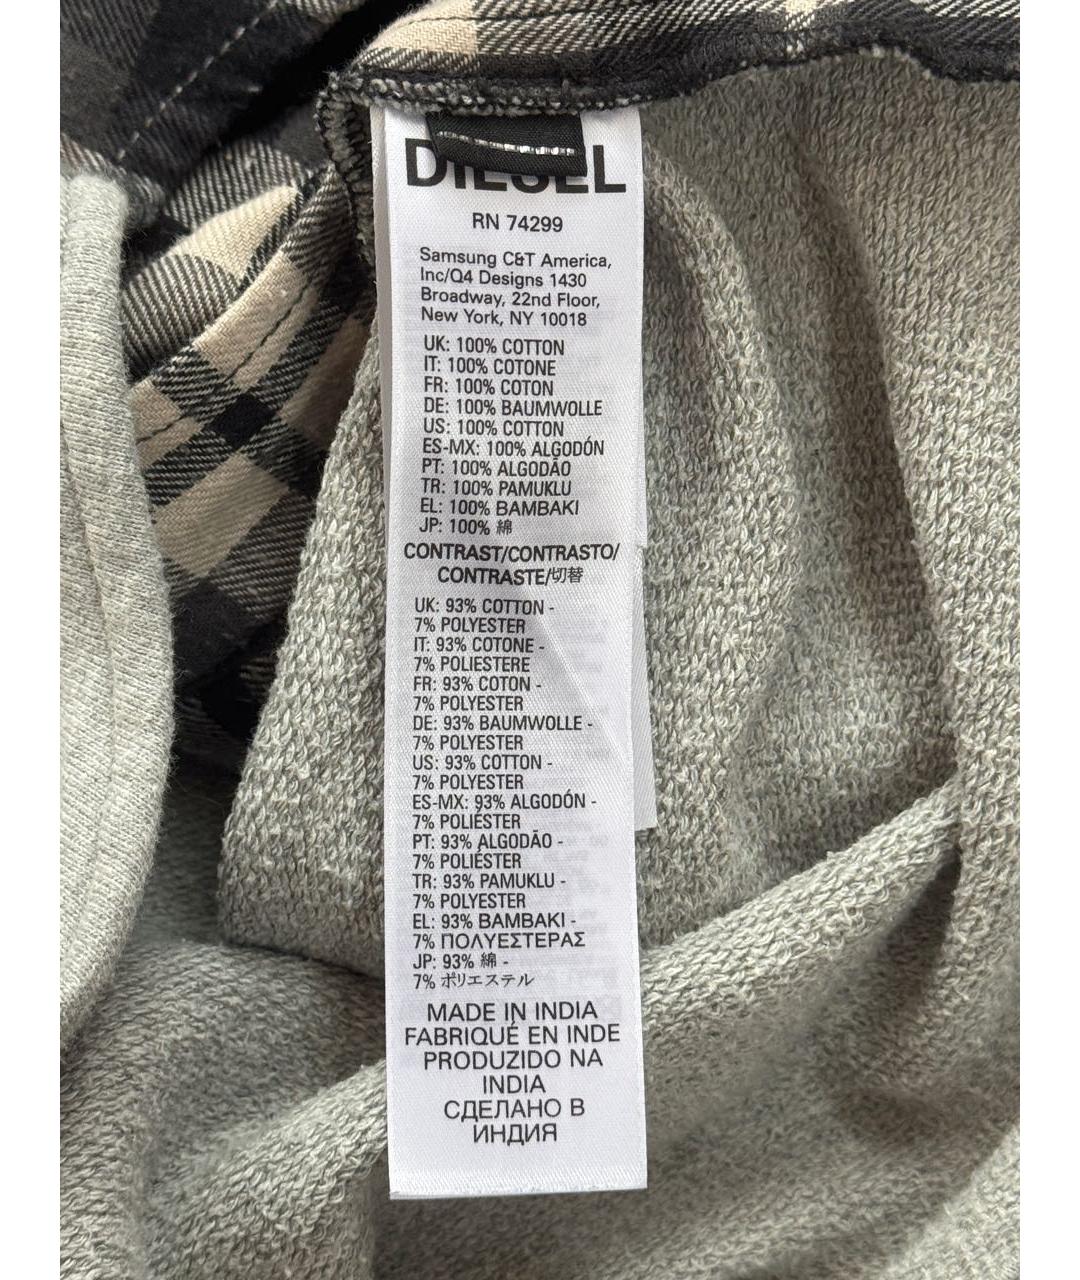 DIESEL
RN 74299
Samsung C&T America,
Inc/Q4 Designs 1430
Broadway, 22nd Floor,
New York, NY 10018
UK: 100% COTTON
IT: 100% COTONE
FR: 100% COTON
DE: 100% BAUMWOLLE
US: 100% COTTON
ES-MX: 100% ALGODÓN
PT: 100% ALGODÃO
TR: 100% PAMUKLU
EL: 100% BAMBAKI
JP: 100% 綿
CONTRAST/CONTRASTO/
CONTRASTE/切替
UK: 93% COTTON -
7% POLYESTER
IT: 93% COTONE -
7% POLIESTERE
FR: 93% COTON -
7% POLYESTER
DE: 93% BAUMWOLLE -
7% POLYESTER
US: 93% COTTON -
7% POLYESTER
ES-MX: 93% ALGODÓN -
7% POLIÉSTER
PT: 93% ALGODÃO -
7% POLIÉSTER
TR: 93% PAMUKLU -
7% POLYESTER
EL: 93% BAMBAKI -
7% ΠΟΛΥΕΣΤΕΡΑΣ
JP: 93% 綿 -
7% ポリエステル
MADE IN INDIA
FABRIQUÉ EN INDE
PRODUZIDO NA
INDIA
СДЕЛАНО В
ИНДИЯ